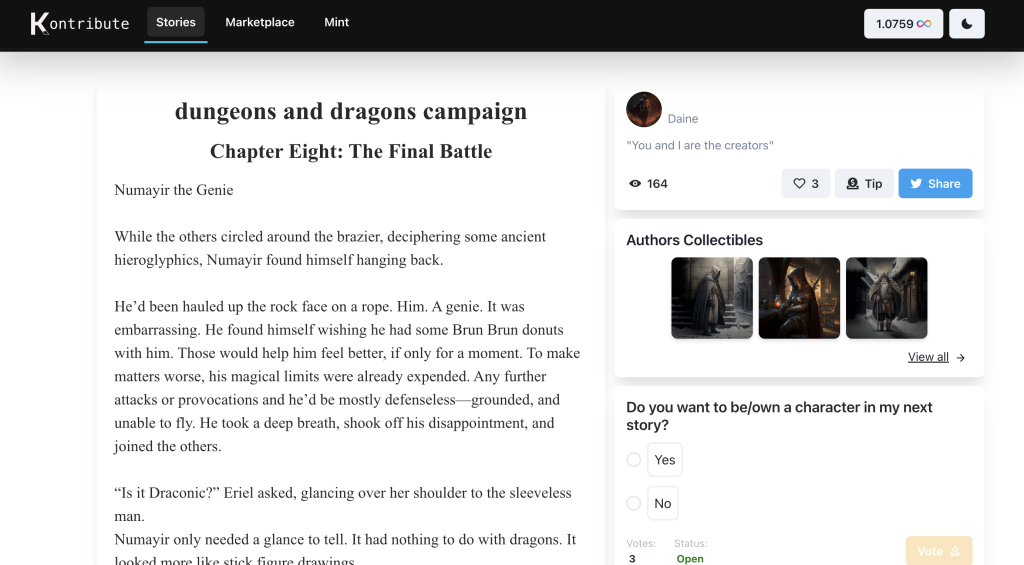 Kontribute
Stories
Marketplace
Mint
1.0759
dungeons and dragons campaign
Chapter Eight: The Final Battle
Numayir the Genie
While the others circled around the brazier, deciphering some ancient
hieroglyphics, Numayir found himself hanging back.
He’d been hauled up the rock face on a rope. Him. A genie. It was
embarrassing. He found himself wishing he had some Brun Brun donuts
with him. Those would help him feel better, if only for a moment. To make
matters worse, his magical limits were already expended. Any further
attacks or provocations and he’d be mostly defenseless—grounded, and
unable to fly. He took a deep breath, shook off his disappointment, and
joined the others.
“Is it Draconic?” Eriel asked, glancing over her shoulder to the sleeveless
man.
Numayir only needed a glance to tell. It had nothing to do with dragons. It
looked more like stick figure drawings.
Daine
"You and I are the creators"
164
3
Tip
Share
Authors Collectibles
View all
Do you want to be/own a character in my next
story?
Yes
No
Votes:
Status:
3
Open
Vote